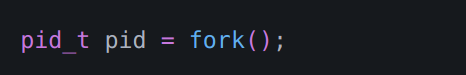 pid_t pid = fork();